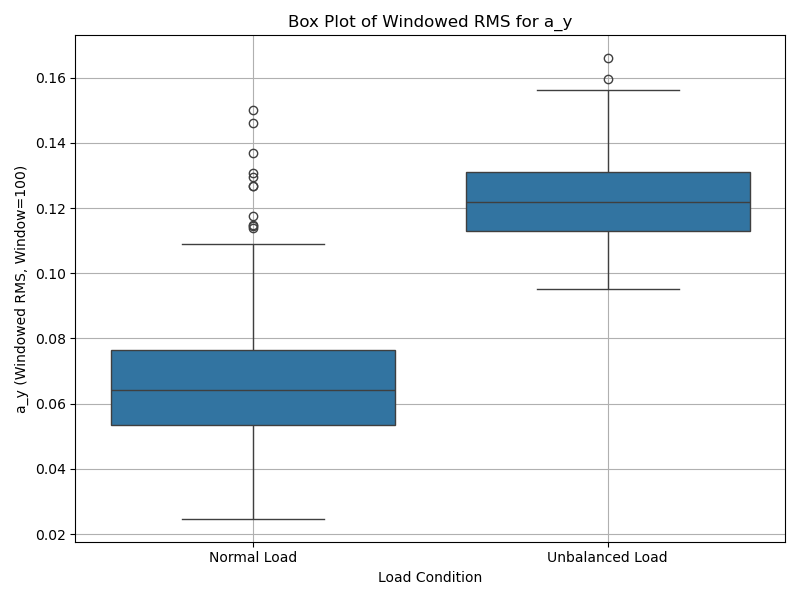 Box Plot of Windowed RMS for a_y
a_y (Windowed RMS, Window=100)
0.16
0.14
0.12
0.10
0.08
0.06
0.04
0.02
Normal Load
Unbalanced Load
Load Condition